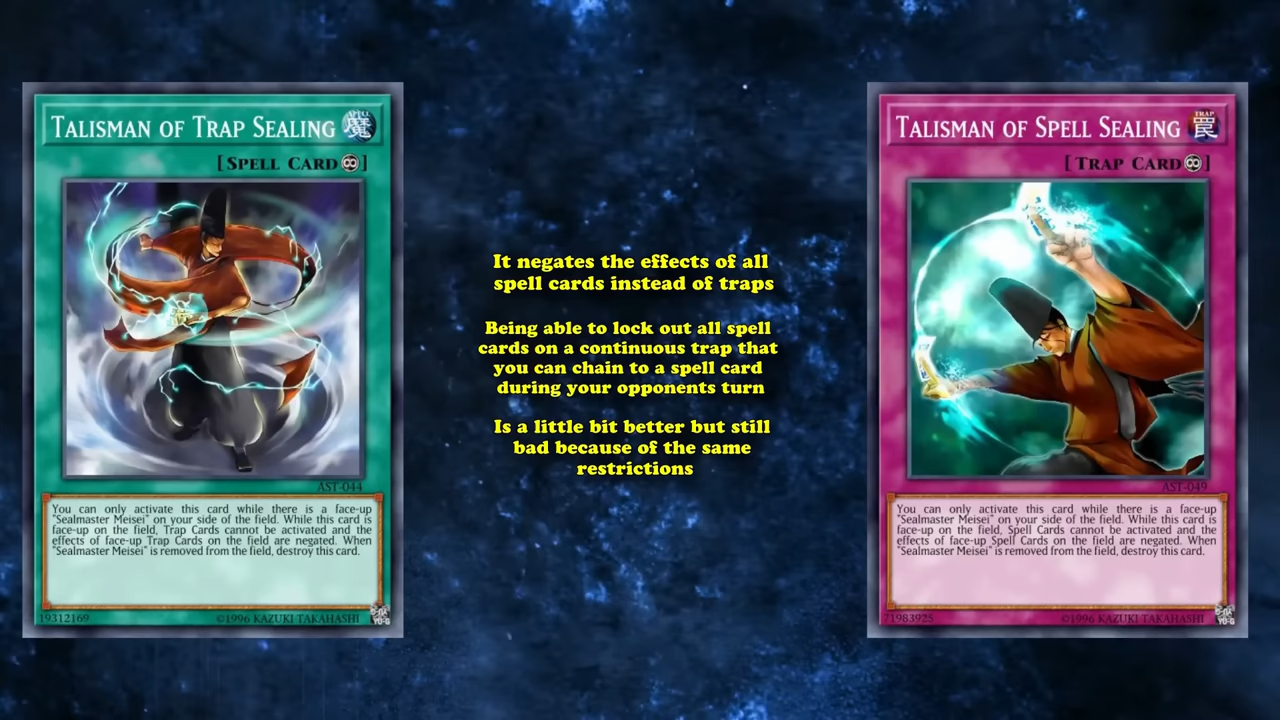 TALISMAN OF TRAP SEALING
SPELL
魔
[SPELL CARD]
AST-044
You can only activate this card while there is a face-up
"Sealmaster Meisei" on your side of the field. While this card is
face-up on the field, Trap Cards cannot be activated and the
effects of face-up Trap Cards on the field are negated. When
"Sealmaster Meisei" is removed from the field, destroy this card.
19312169
©1996 KAZUKI TAKAHASHI
It negates the effects of all
spell cards instead of traps
Being able to lock out all spell
cards on a continuous trap that
you can chain to a spell card
during your opponents turn
Is a little bit better but still
bad because of the same
restrictions
TALISMAN OF SPELL SEALING
TRAP
罠
[TRAP CARD]
AST-049
You can only activate this card while there is a face-up
"Sealmaster Meisei" on your side of the field. While this card is
face-up on the field, Spell Cards cannot be activated and the
effects of face-up Spell Cards on the field are negated. When
"Sealmaster Meisei" is removed from the field, destroy this card.
71983925
©1996 KAZUKI TAKAHASHI